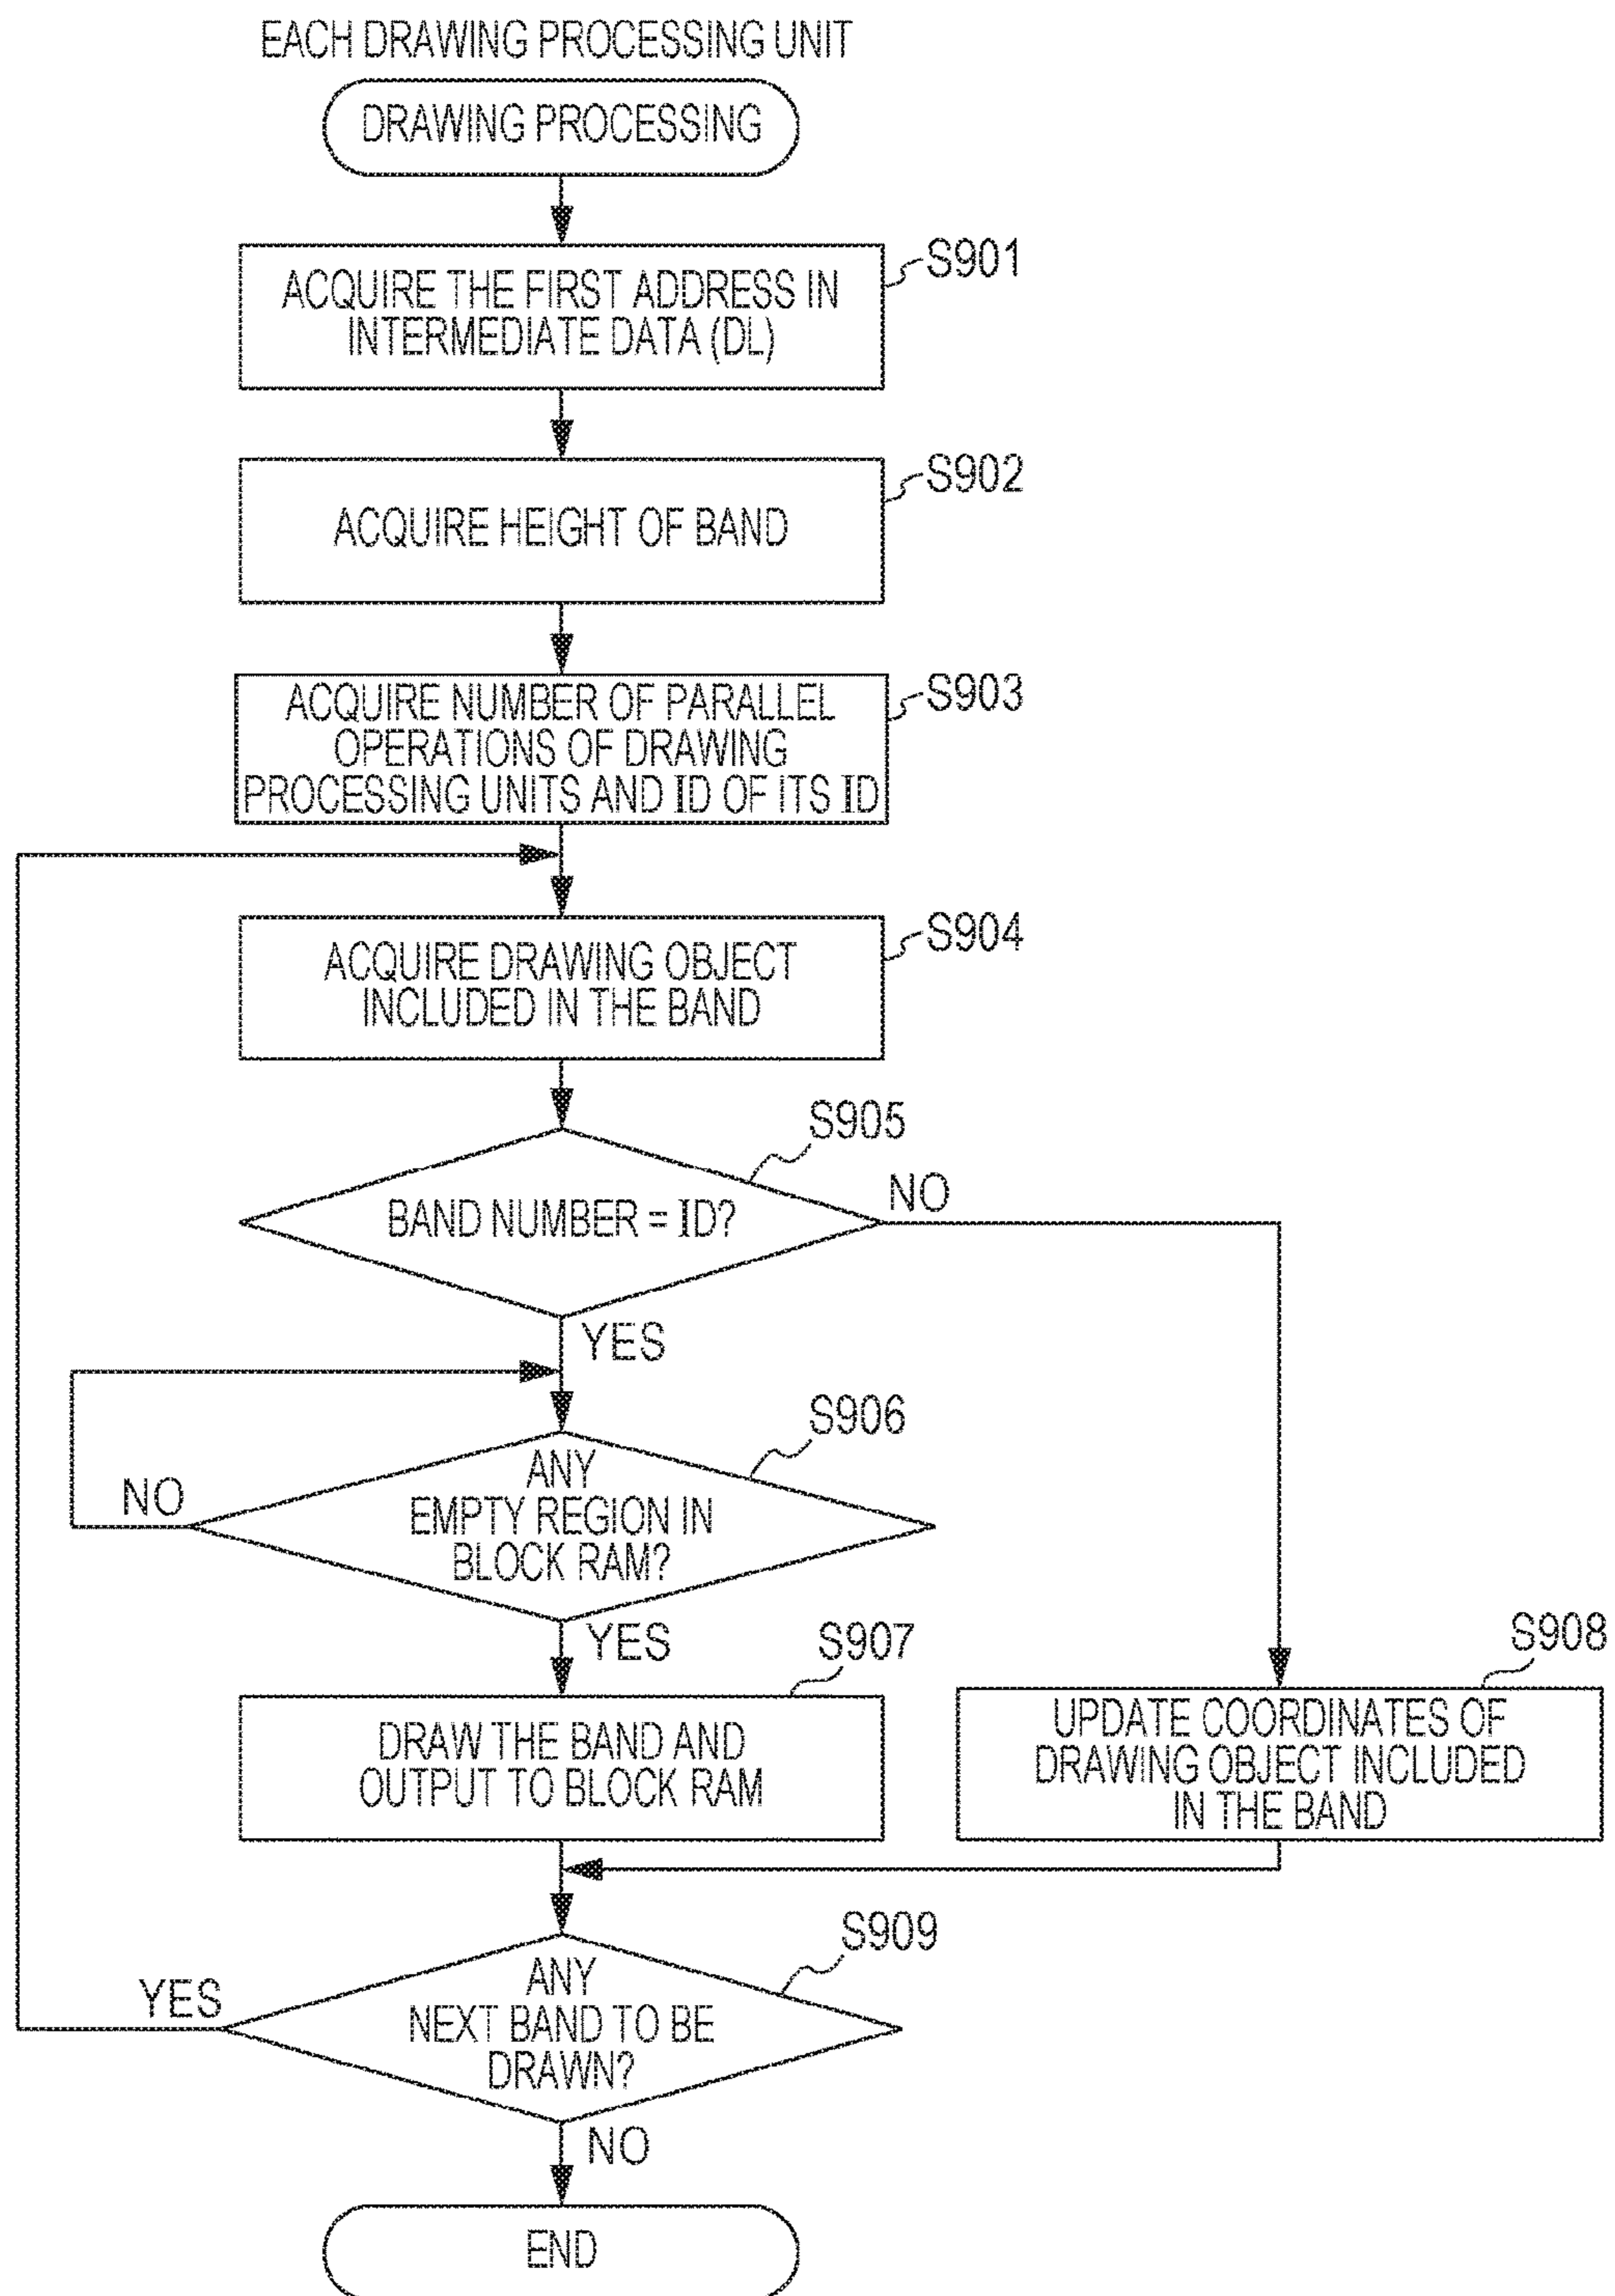 EACH DRAWING PROCESSING UNIT
DRAWING PROCESSING
S901
ACQUIRE THE FIRST ADDRESS IN
INTERMEDIATE DATA (DL)
S902
ACQUIRE HEIGHT OF BAND
S903
ACQUIRE NUMBER OF PARALLEL
OPERATIONS OF DRAWING
PROCESSING UNITS AND ID OF ITS ID
S904
ACQUIRE DRAWING OBJECT
INCLUDED IN THE BAND
S905
BAND NUMBER = ID?
NO
YES
S906
ANY
EMPTY REGION IN
BLOCK RAM?
NO
YES
S907
DRAW THE BAND AND
OUTPUT TO BLOCK RAM
S908
UPDATE COORDINATES OF
DRAWING OBJECT INCLUDED
IN THE BAND
S909
ANY
NEXT BAND TO BE
DRAWN?
YES
NO
END